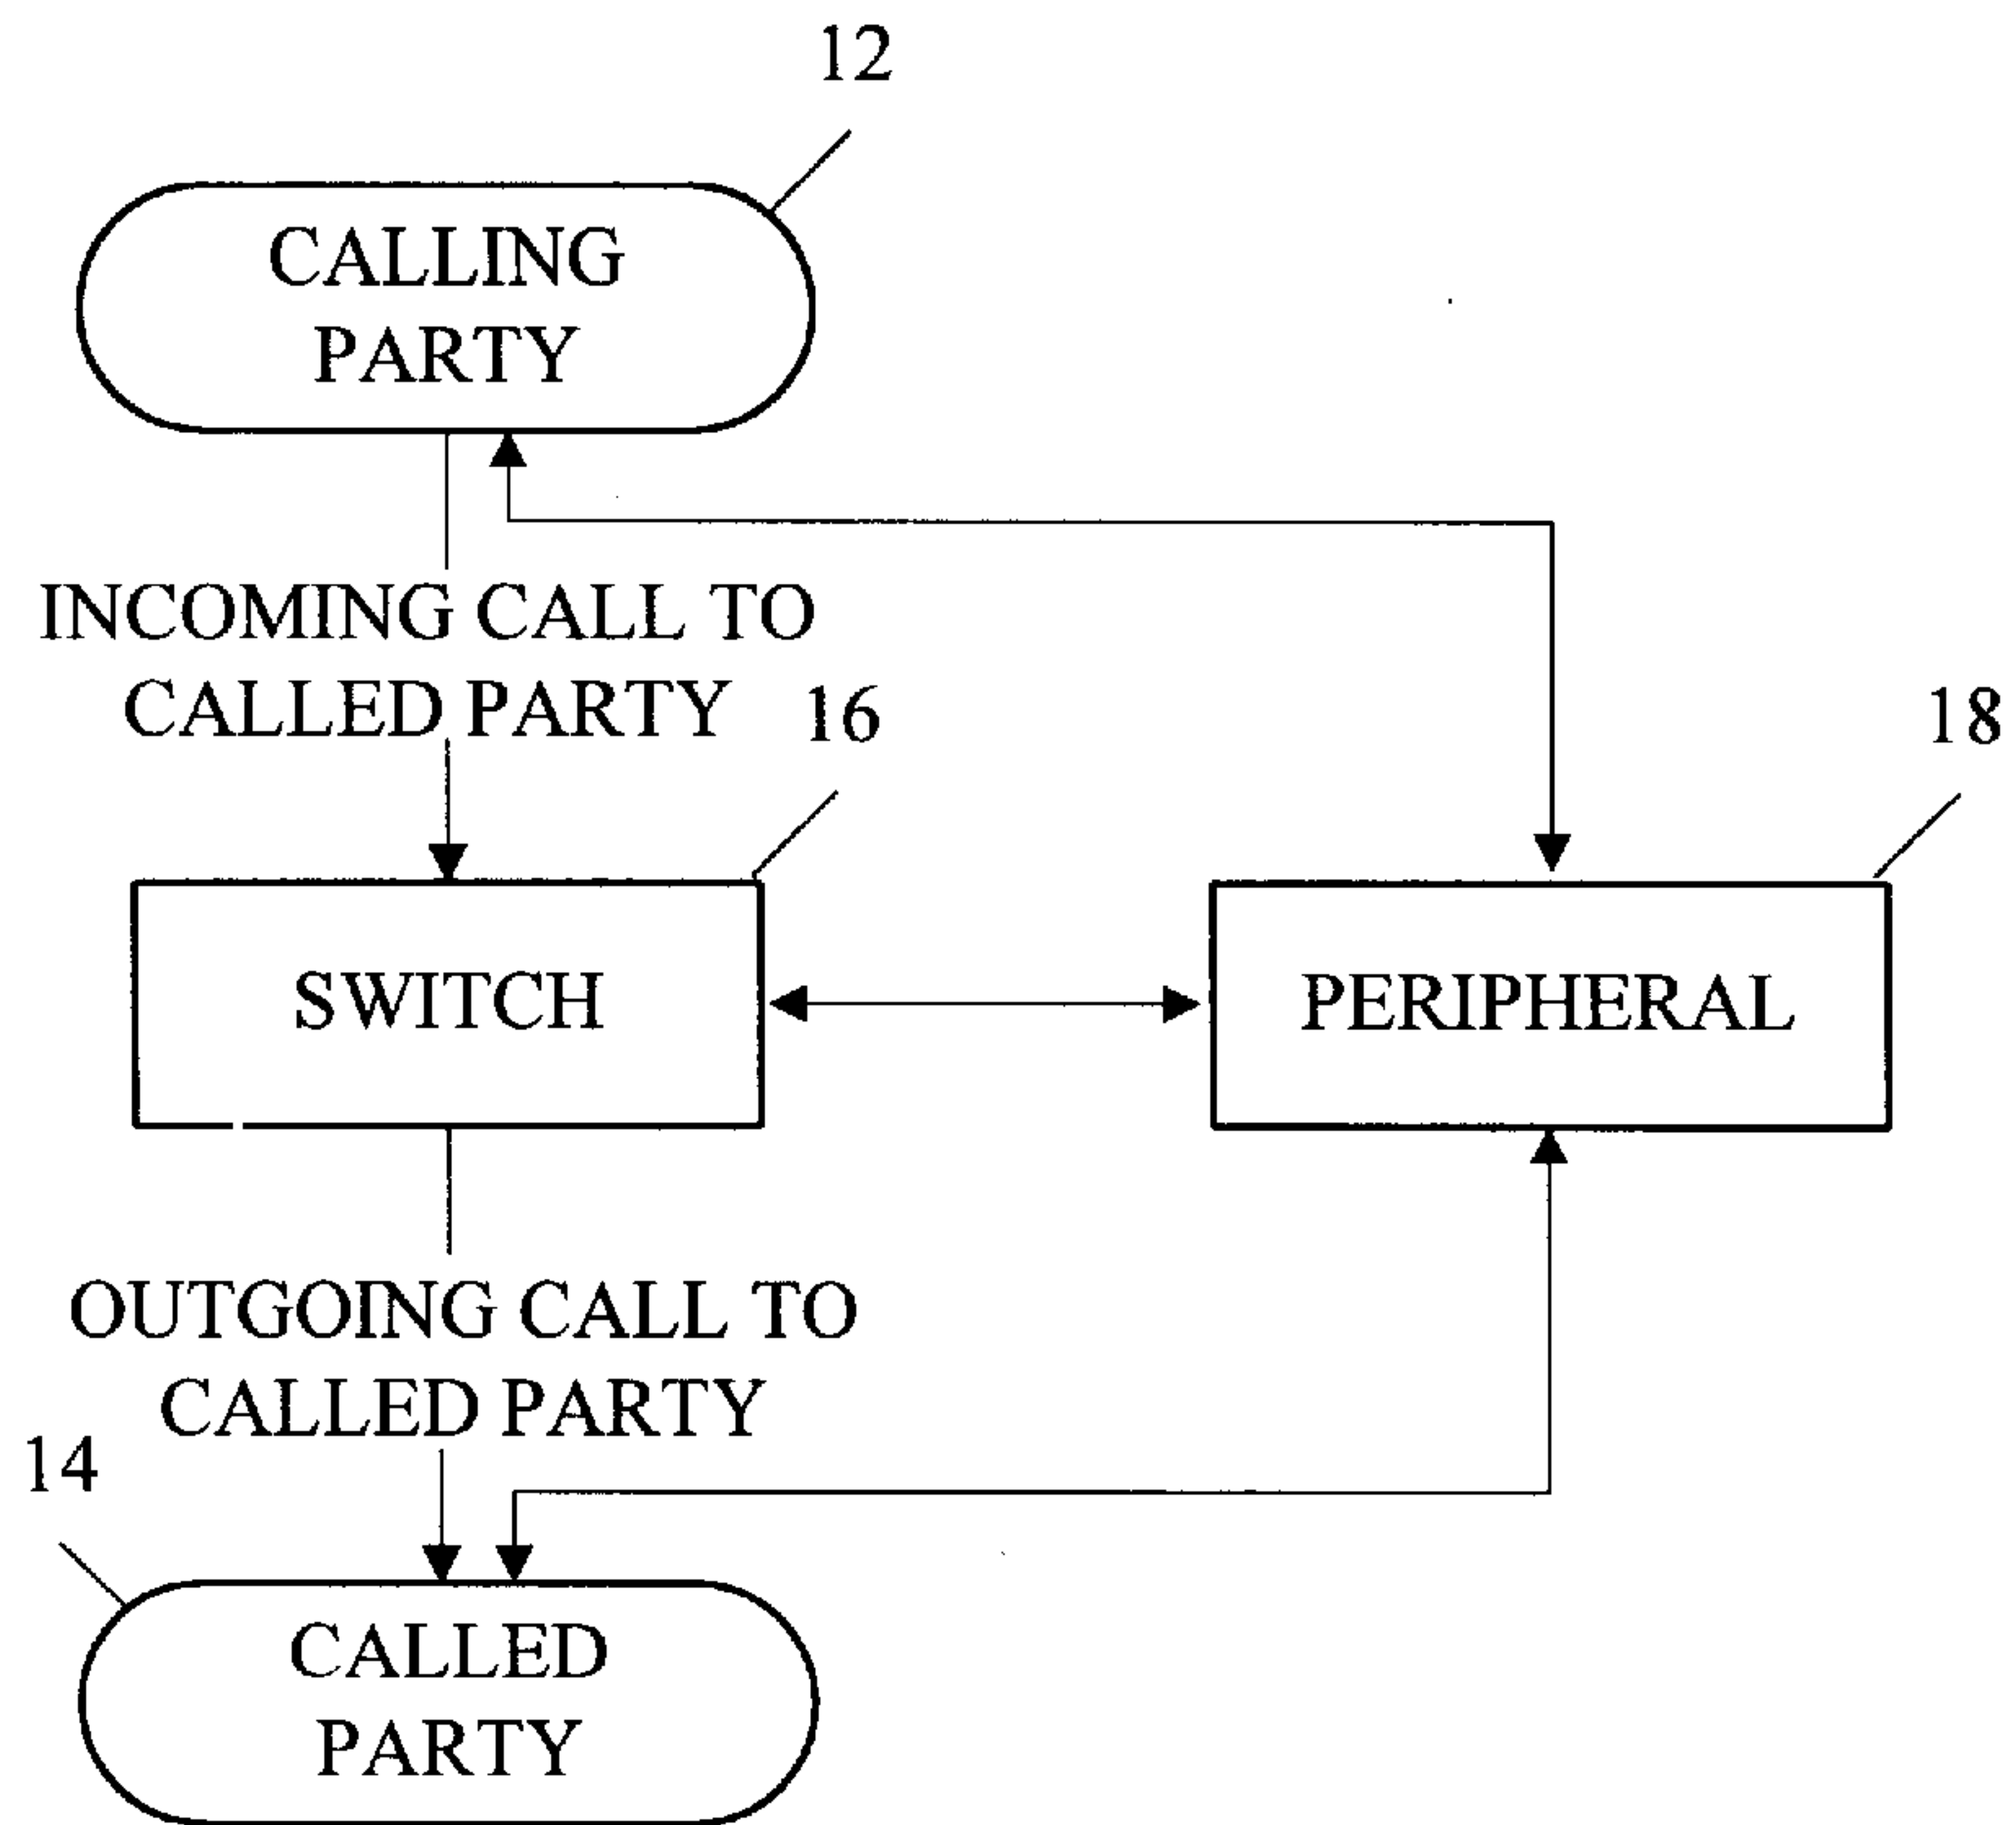 12
CALLING
PARTY
INCOMING CALL TO
CALLED PARTY
16
18
SWITCH
PERIPHERAL
OUTGOING CALL TO
CALLED PARTY
14
CALLED
PARTY